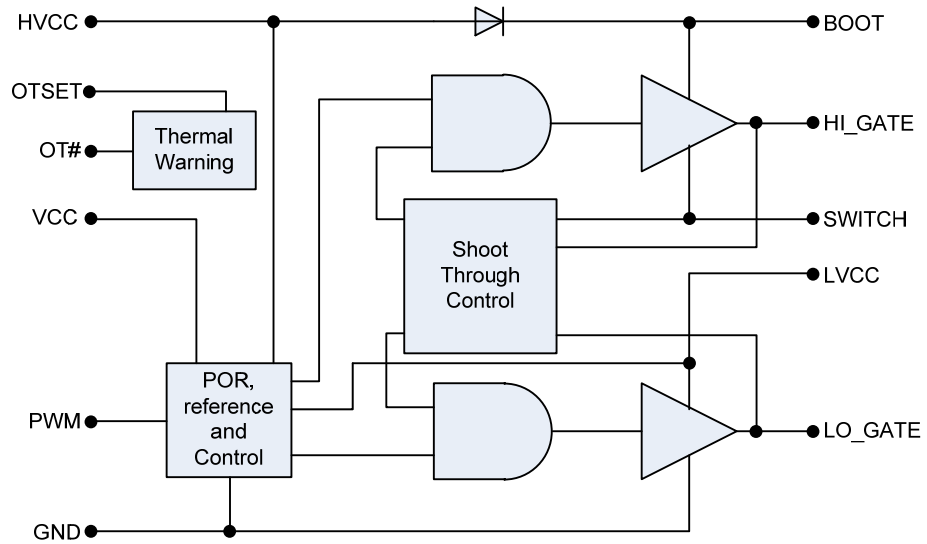 HVCC
BOOT
OTSET
Thermal
Warning
OT#
HI_GATE
VCC
SWITCH
Shoot
Through
Control
LVCC
POR,
reference
and
Control
PWM
LO_GATE
GND